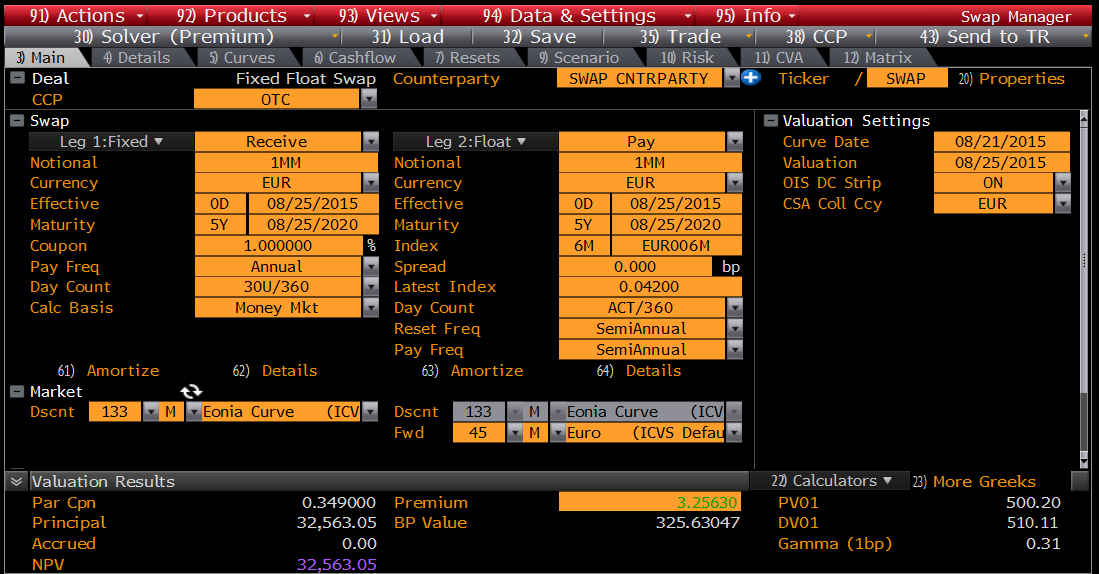 91) Actions 92) Products 93) Views 94) Data & Settings 95) Info Swap Manager
30) Solver (Premium) 31) Load 32) Save 35) Trade 38) CCP 43) Send to TR
3) Main 4) Details 5) Curves 6) Cashflow 7) Resets 9) Scenario 10) Risk 11) CVA 12) Matrix
Deal Fixed Float Swap Counterparty SWAP CNTRPARTY Ticker / SWAP 20) Properties
CCP OTC
Swap Valuation Settings
Leg 1:Fixed Receive Leg 2:Float Pay Curve Date 08/21/2015
Notional 1MM Notional 1MM Valuation 08/25/2015
Currency EUR Currency EUR OIS DC Strip ON
Effective 0D 08/25/2015 Effective 0D 08/25/2015 CSA Coll Ccy EUR
Maturity 5Y 08/25/2020 Maturity 5Y 08/25/2020
Coupon 1.000000 % Index 6M EUR006M
Pay Freq Annual Spread 0.000 bp
Day Count 30U/360 Latest Index 0.04200
Calc Basis Money Mkt Day Count ACT/360
Reset Freq SemiAnnual
Pay Freq SemiAnnual
61) Amortize 62) Details 63) Amortize 64) Details
Market
Dscnt 133 M Eonia Curve (ICV Dscnt 133 M Eonia Curve (ICV
Fwd 45 M Euro (ICVS Defau
Valuation Results 22) Calculators 23) More Greeks
Par Cpn 0.349000 Premium 3.25630 PV01 500.20
Principal 32,563.05 BP Value 325.63047 DV01 510.11
Accrued 0.00 Gamma (1bp) 0.31
NPV 32,563.05